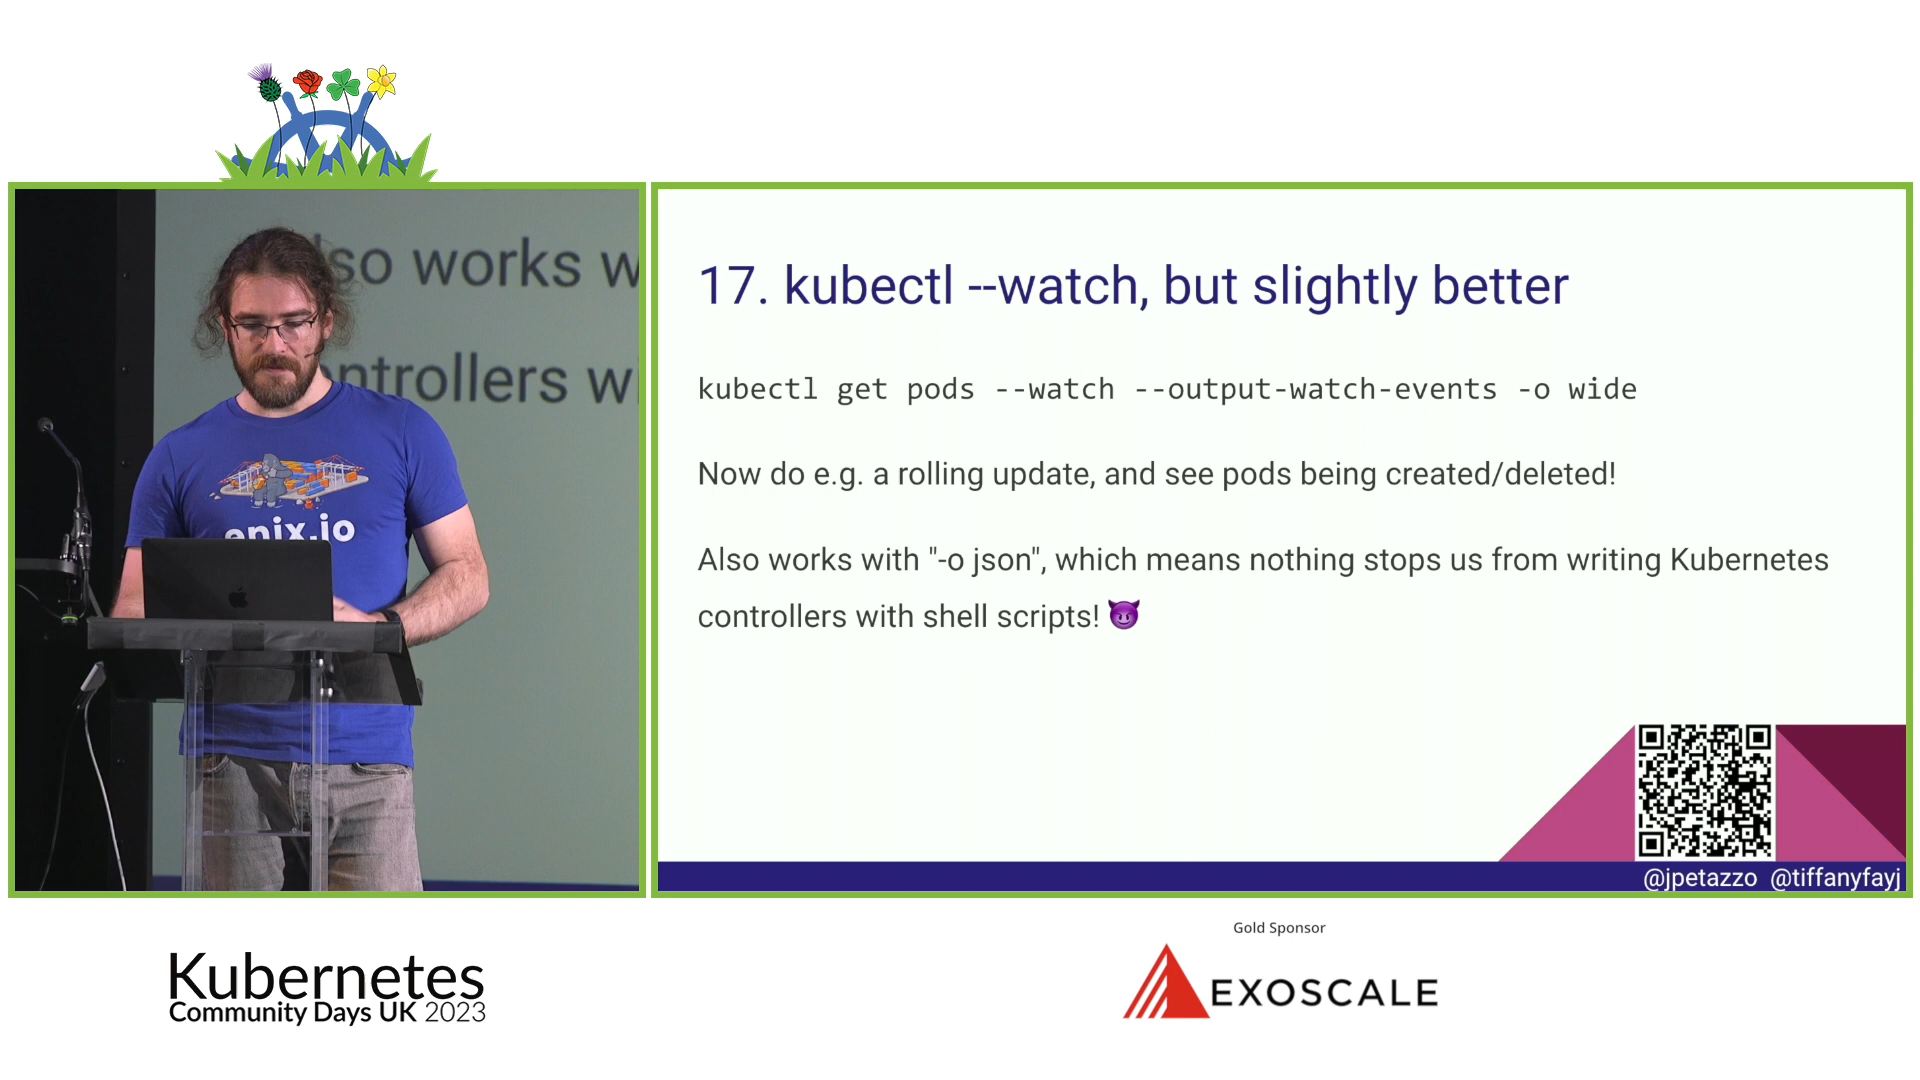 so works w
ontrollers wi
enix.io
17. kubectl --watch, but slightly better
kubectl get pods --watch --output-watch-events -o wide
Now do e.g. a rolling update, and see pods being created/deleted!
Also works with "-o json", which means nothing stops us from writing Kubernetes
controllers with shell scripts! 😈
@jpetazzo @tiffanyfayj
Kubernetes
Community Days UK 2023
Gold Sponsor
EXOSCALE